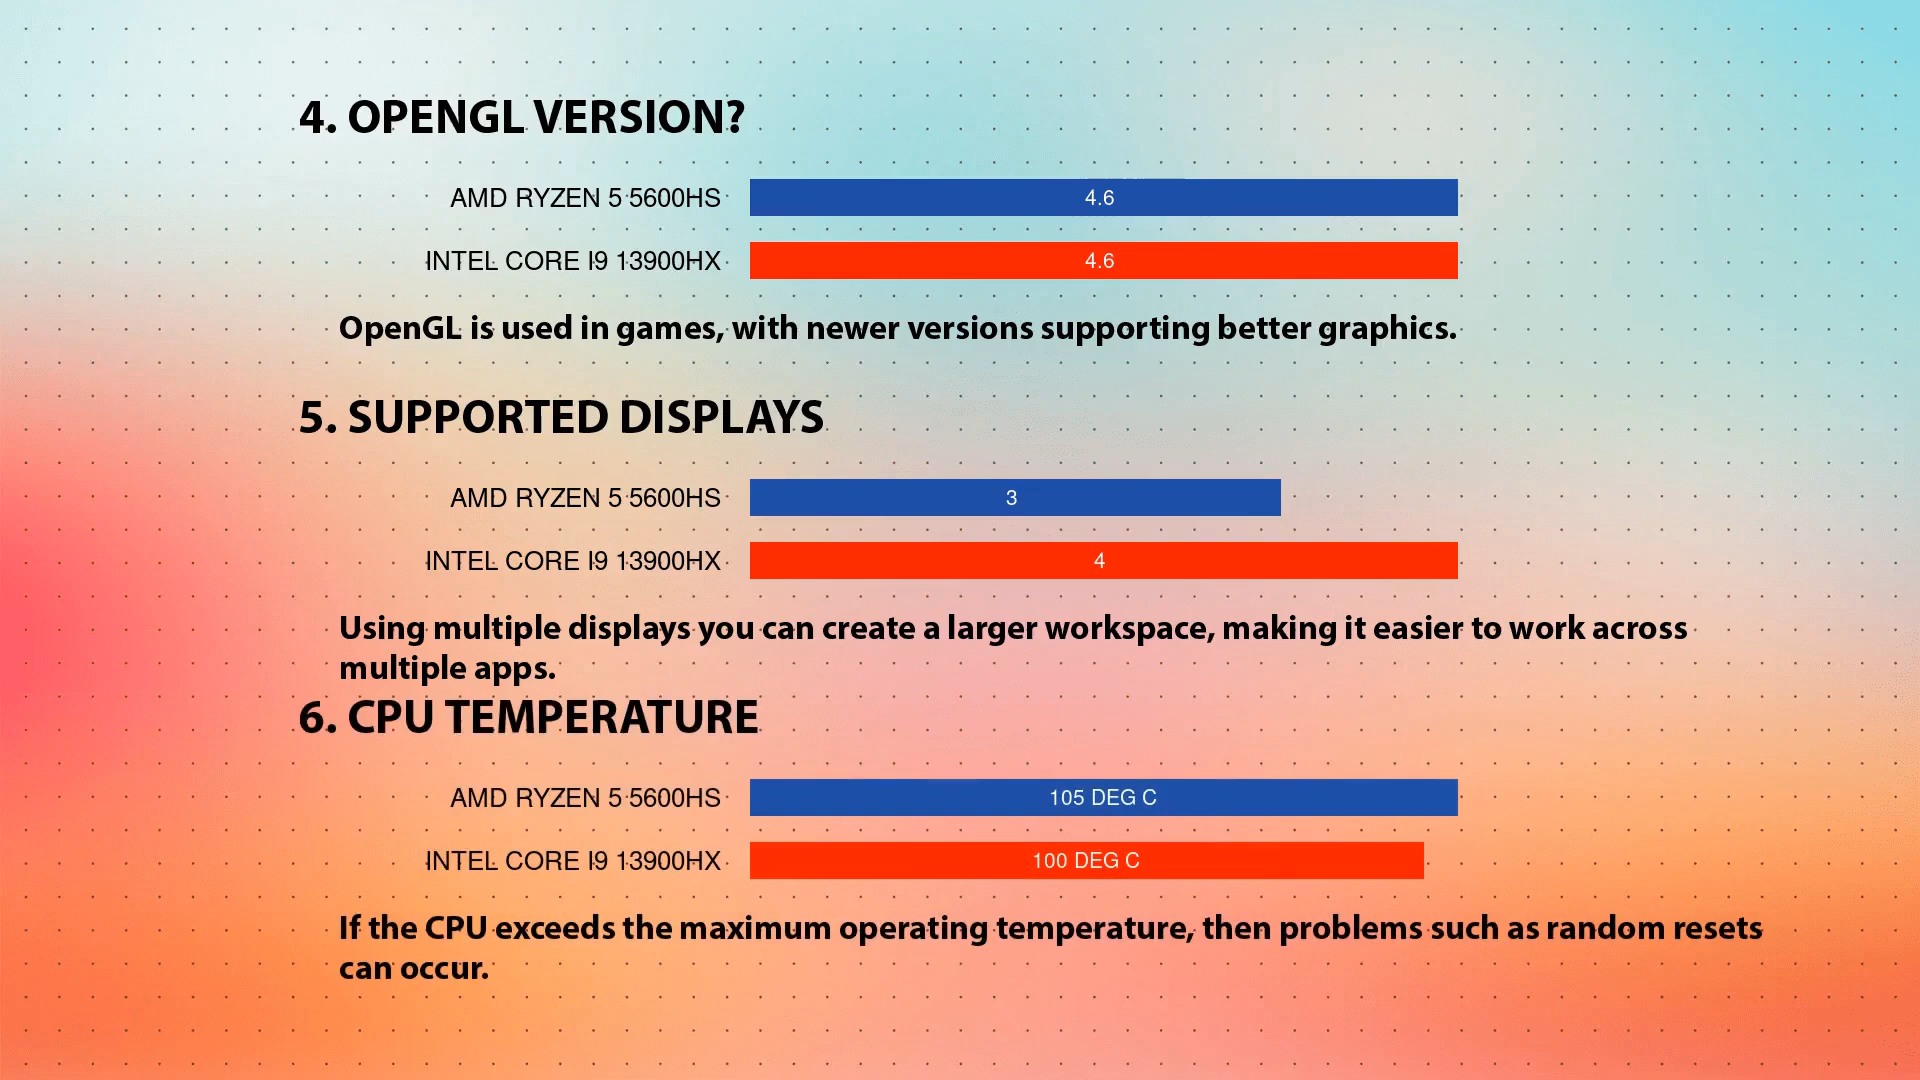 4. OPENGL VERSION?
AMD RYZEN 5 5600HS
4.6
INTEL CORE I9 13900HX
4.6
OpenGL is used in games, with newer versions supporting better graphics.
5. SUPPORTED DISPLAYS
AMD RYZEN 5 5600HS
3
INTEL CORE I9 13900HX
4
Using multiple displays you can create a larger workspace, making it easier to work across
multiple apps.
6. CPU TEMPERATURE
AMD RYZEN 5 5600HS
105 DEG C
INTEL CORE I9 13900HX
100 DEG C
If the CPU exceeds the maximum operating temperature, then problems such as random resets
can occur.